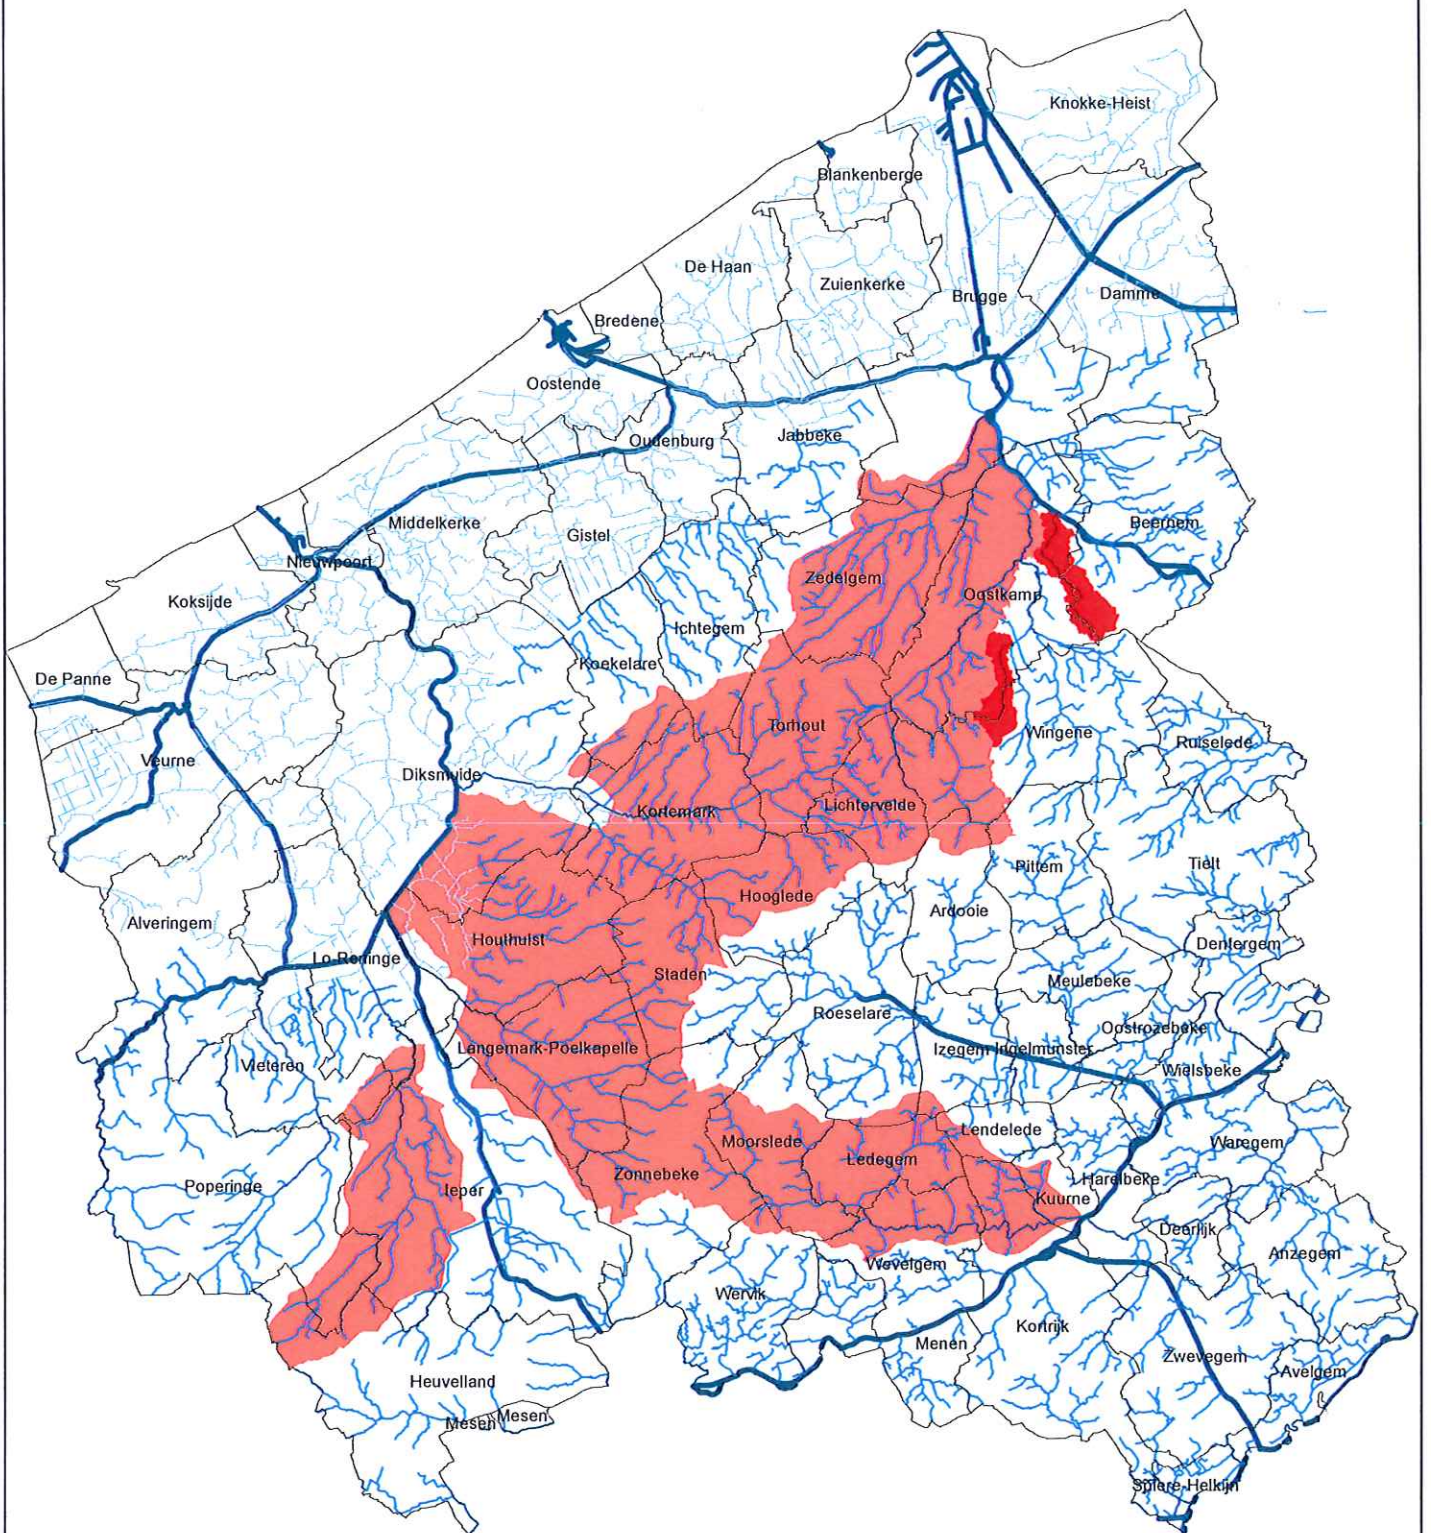 Knokke-Heist
Blankenberge
De Haan
Zuienkerke
Brugge
Damme
Bredene
Oostende
Oudenburg
Jabbeke
Middelkerke
Gistel
Beernem
Nieuwpoort
Zedelgem
Koksijde
Oostkamp
Ichtegem
Koekelare
De Panne
Torhout
Wingene
Ruiselede
Veurne
Diksmuide
Kortemark
Lichtervelde
Pittem
Tielt
Hooglede
Ardooie
Alveringem
Houthulst
Dentergem
Lo-Reninge
Staden
Meulebeke
Roeselare
Oostrozebeke
Langemark-Poelkapelle
Izegem
Ingelmunster
Vleteren
Wielsbeke
Lendelede
Moorslede
Waregem
Ledegem
Zonnebeke
Harelbeke
Poperinge
Ieper
Kuurne
Deerlijk
Anzegem
Wevelgem
Wervik
Kortrijk
Menen
Zwevegem
Avelgem
Heuvelland
Mesen
Mesen
Spiere-Helkijn